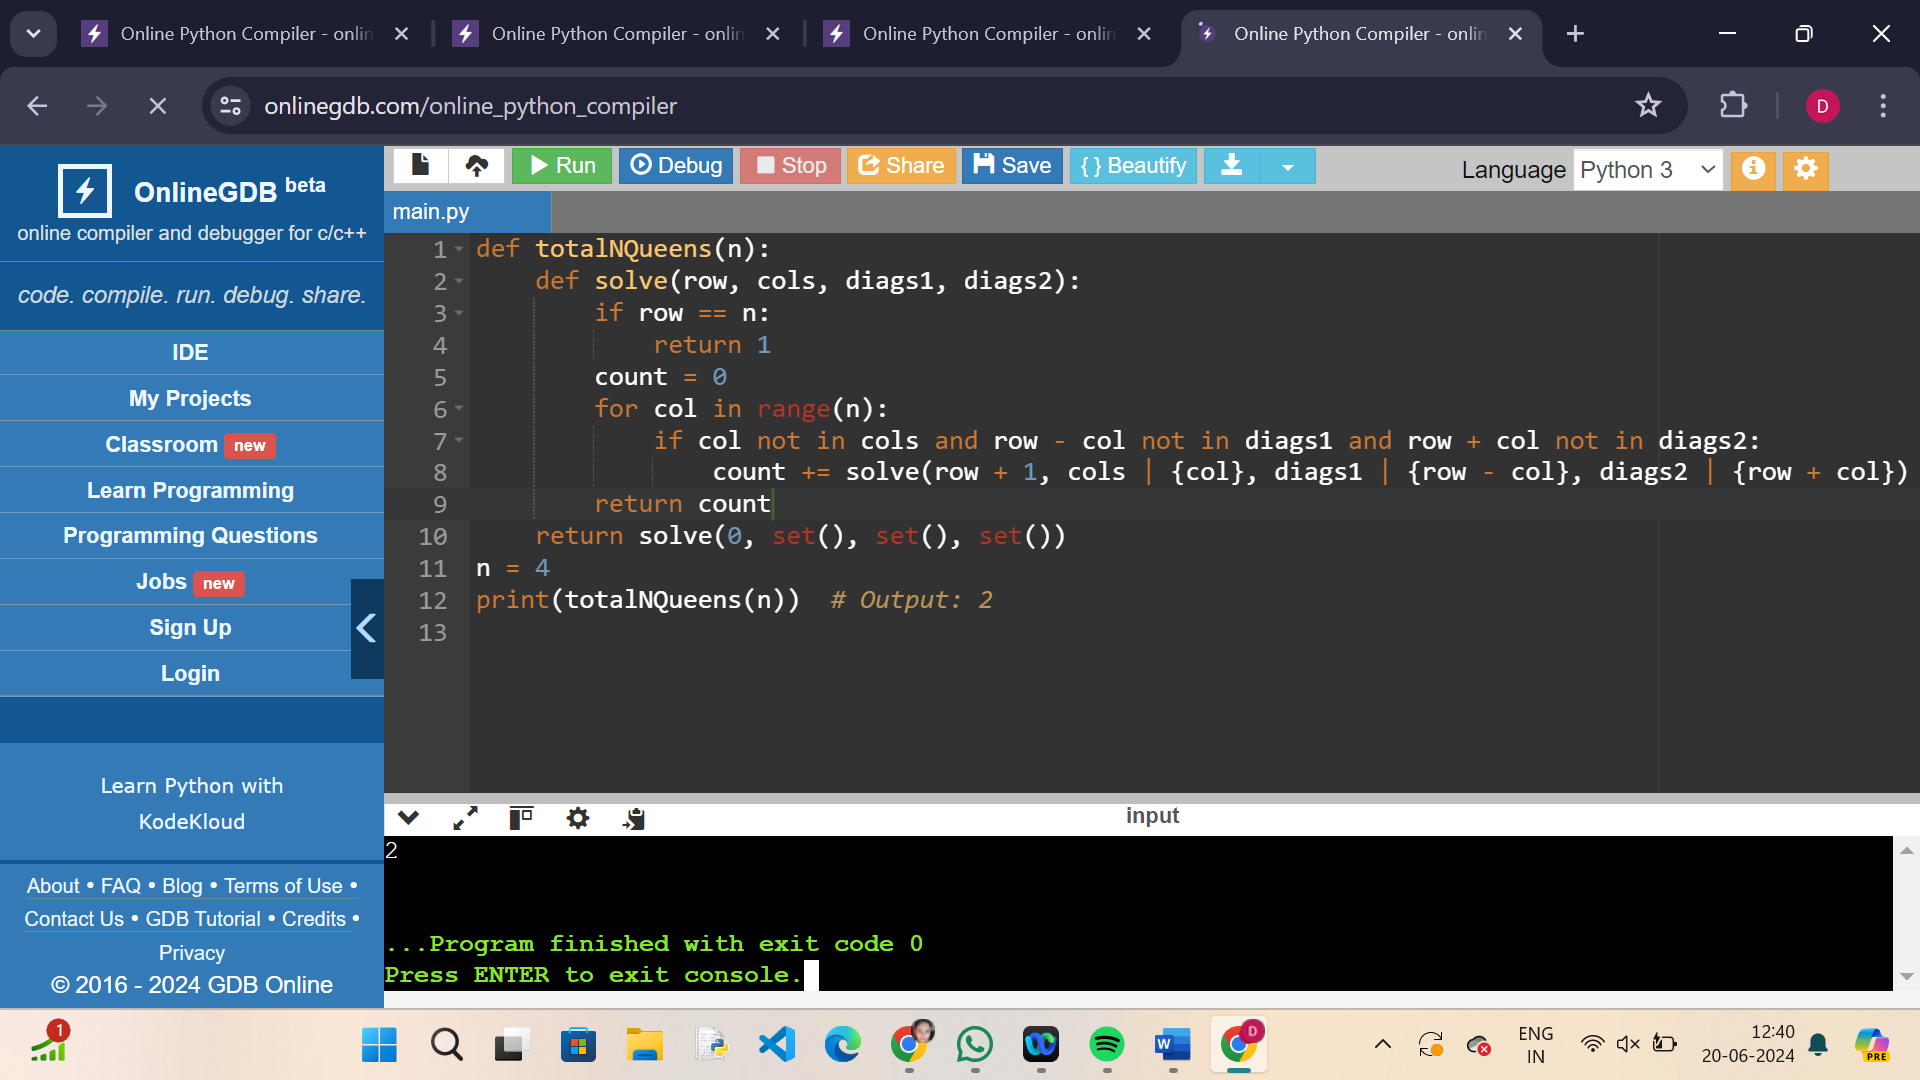 Online Python Compiler - onlin
Online Python Compiler - onlin
Online Python Compiler - onlin
Online Python Compiler - onlin
onlinegdb.com/online_python_compiler
D
OnlineGDB beta
online compiler and debugger for c/c++
code. compile. run. debug. share.
IDE
My Projects
Classroom new
Learn Programming
Programming Questions
Jobs new
Sign Up
Login
Learn Python with
KodeKloud
About • FAQ • Blog • Terms of Use •
Contact Us • GDB Tutorial • Credits •
Privacy
© 2016 - 2024 GDB Online
Run Debug Stop Share Save { } Beautify
Language Python 3
main.py
1 def totalNQueens(n):
2     def solve(row, cols, diags1, diags2):
3         if row == n:
4             return 1
5         count = 0
6         for col in range(n):
7             if col not in cols and row - col not in diags1 and row + col not in diags2:
8                 count += solve(row + 1, cols | {col}, diags1 | {row - col}, diags2 | {row + col})
9         return count
10     return solve(0, set(), set(), set())
11 n = 4
12 print(totalNQueens(n))  # Output: 2
13
input
2
...Program finished with exit code 0
Press ENTER to exit console.
1
W
D
ENG
IN
12:40
20-06-2024
PRE